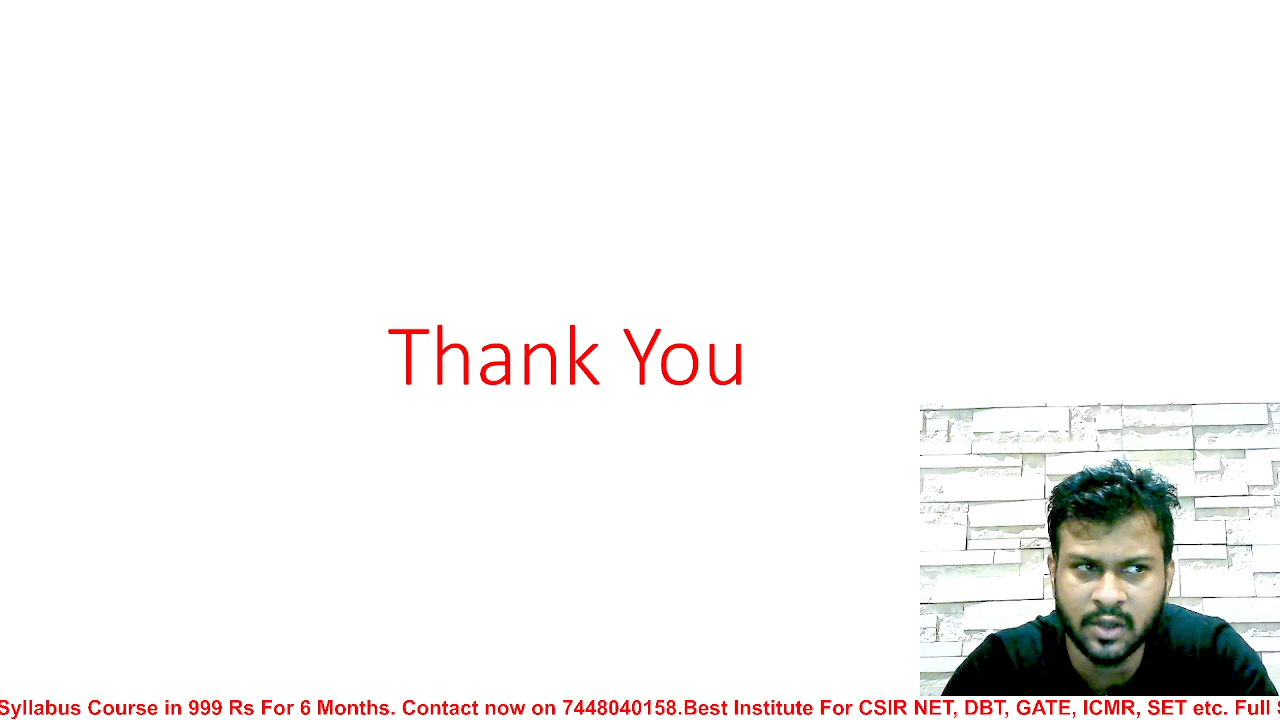 Thank You
Syllabus Course in 999 Rs For 6 Months. Contact now on 7448040158.Best Institute For CSIR NET, DBT, GATE, ICMR, SET etc. Full